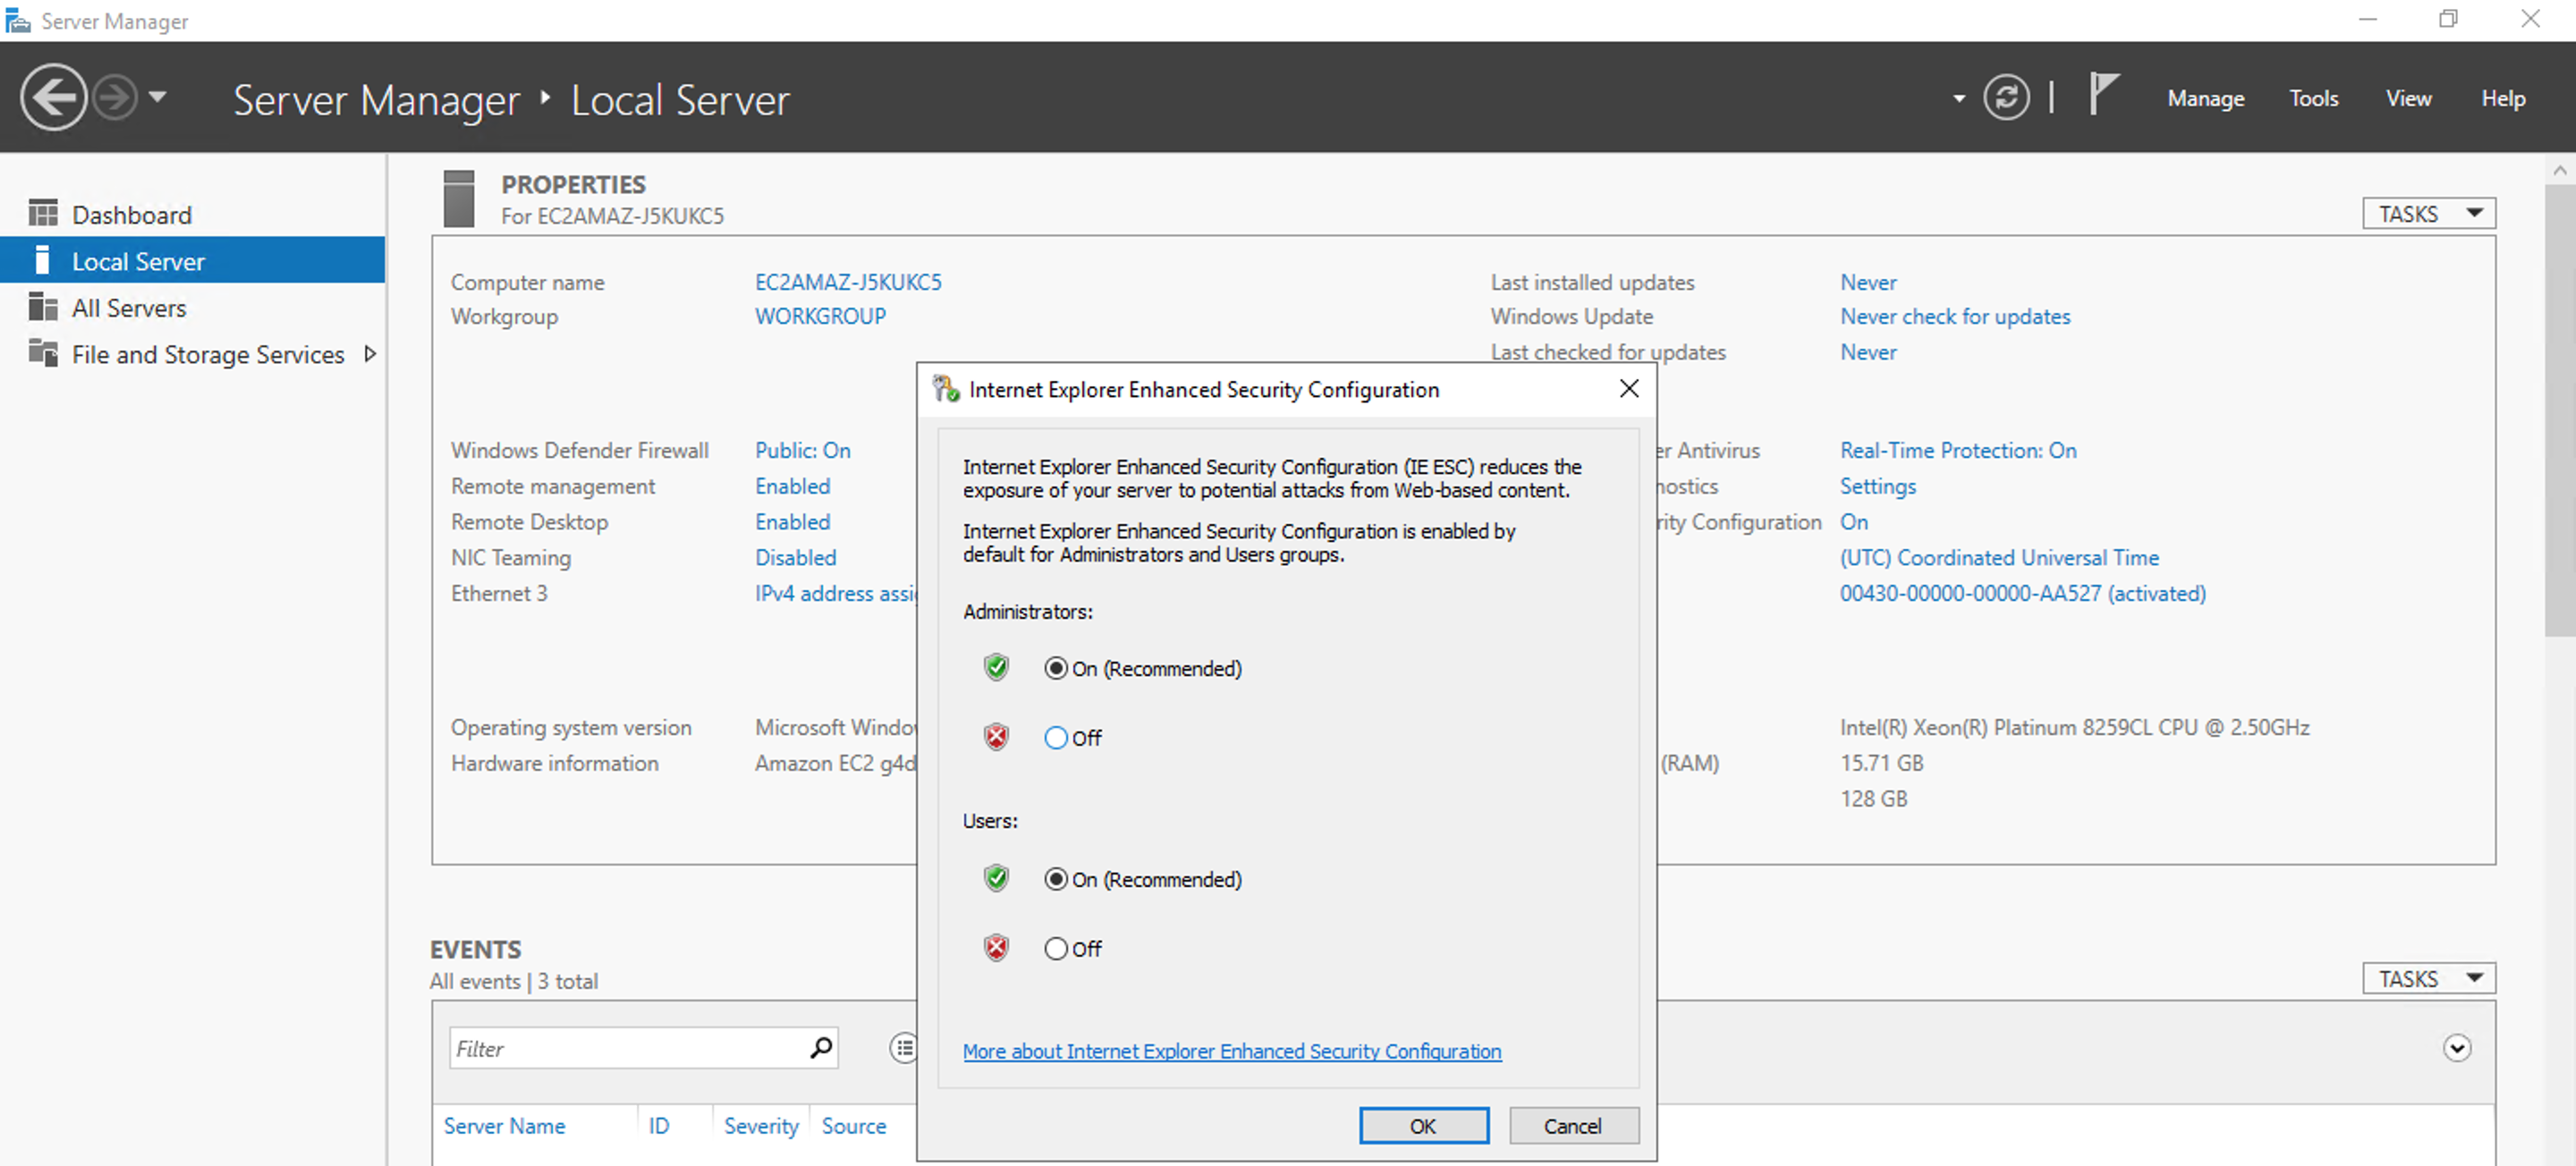 Server Manager
Server Manager ‣ Local Server
Manage Tools View Help
Dashboard
Local Server
All Servers
File and Storage Services
PROPERTIES
For EC2AMAZ-J5KUKC5
TASKS
Computer name EC2AMAZ-J5KUKC5
Workgroup WORKGROUP
Last installed updates Never
Windows Update Never check for updates
Last checked for updates Never
Windows Defender Firewall Public: On
Remote management Enabled
Remote Desktop Enabled
NIC Teaming Disabled
Ethernet 3 IPv4 address
Antivirus Real-Time Protection: On
Settings
Configuration On
(UTC) Coordinated Universal Time
00430-00000-00000-AA527 (activated)
Operating system version Microsoft
Hardware information Amazon EC2
Intel(R) Xeon(R) Platinum 8259CL CPU @ 2.50GHz
(RAM) 15.71 GB
128 GB
Internet Explorer Enhanced Security Configuration
Internet Explorer Enhanced Security Configuration (IE ESC) reduces the
exposure of your server to potential attacks from Web-based content.
Internet Explorer Enhanced Security Configuration is enabled by
default for Administrators and Users groups.
Administrators:
On (Recommended)
Off
Users:
On (Recommended)
Off
More about Internet Explorer Enhanced Security Configuration
OK Cancel
EVENTS
All events | 3 total
TASKS
Filter
Server Name ID Severity Source